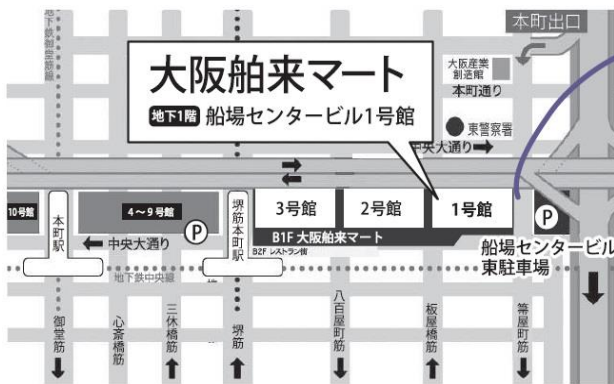 本町出口
地下鉄御堂筋線
大阪産業
創造館
本町通り
東警察署
中央大通り
大阪舶来マート
地下1階 船場センタービル1号館
10号館
本町駅
4〜9号館
P
中央大通り
堺筋本町駅
3号館
2号館
1号館
B1F 大阪舶来マート
B2F レストラン街
P
船場センタービル
東駐車場
地下鉄中央線
御堂筋
心斎橋筋
三休橋筋
堺筋
八百屋町筋
板屋橋筋
箒屋町筋